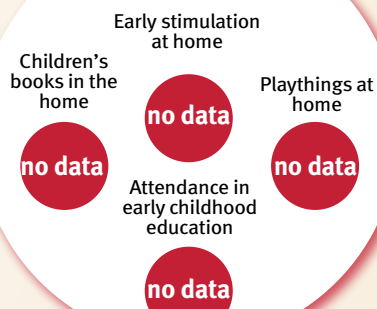 Early stimulation
at home
no data
Children’s
books in the
home
no data
Playthings at
home
no data
Attendance in
early childhood
education
no data